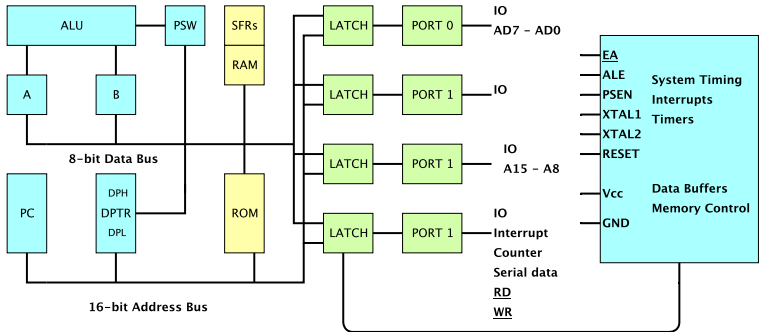 ALU
PSW
SFRs
RAM
A
B
8-bit Data Bus
PC
DPH
DPTR
DPL
ROM
16-bit Address Bus
LATCH
PORT 0
IO
AD7 - AD0
LATCH
PORT 1
IO
LATCH
PORT 1
IO
A15 - A8
LATCH
PORT 1
IO
Interrupt
Counter
Serial data
RD
WR
EA
ALE
PSEN
XTAL1
XTAL2
RESET
Vcc
GND
System Timing
Interrupts
Timers
Data Buffers
Memory Control